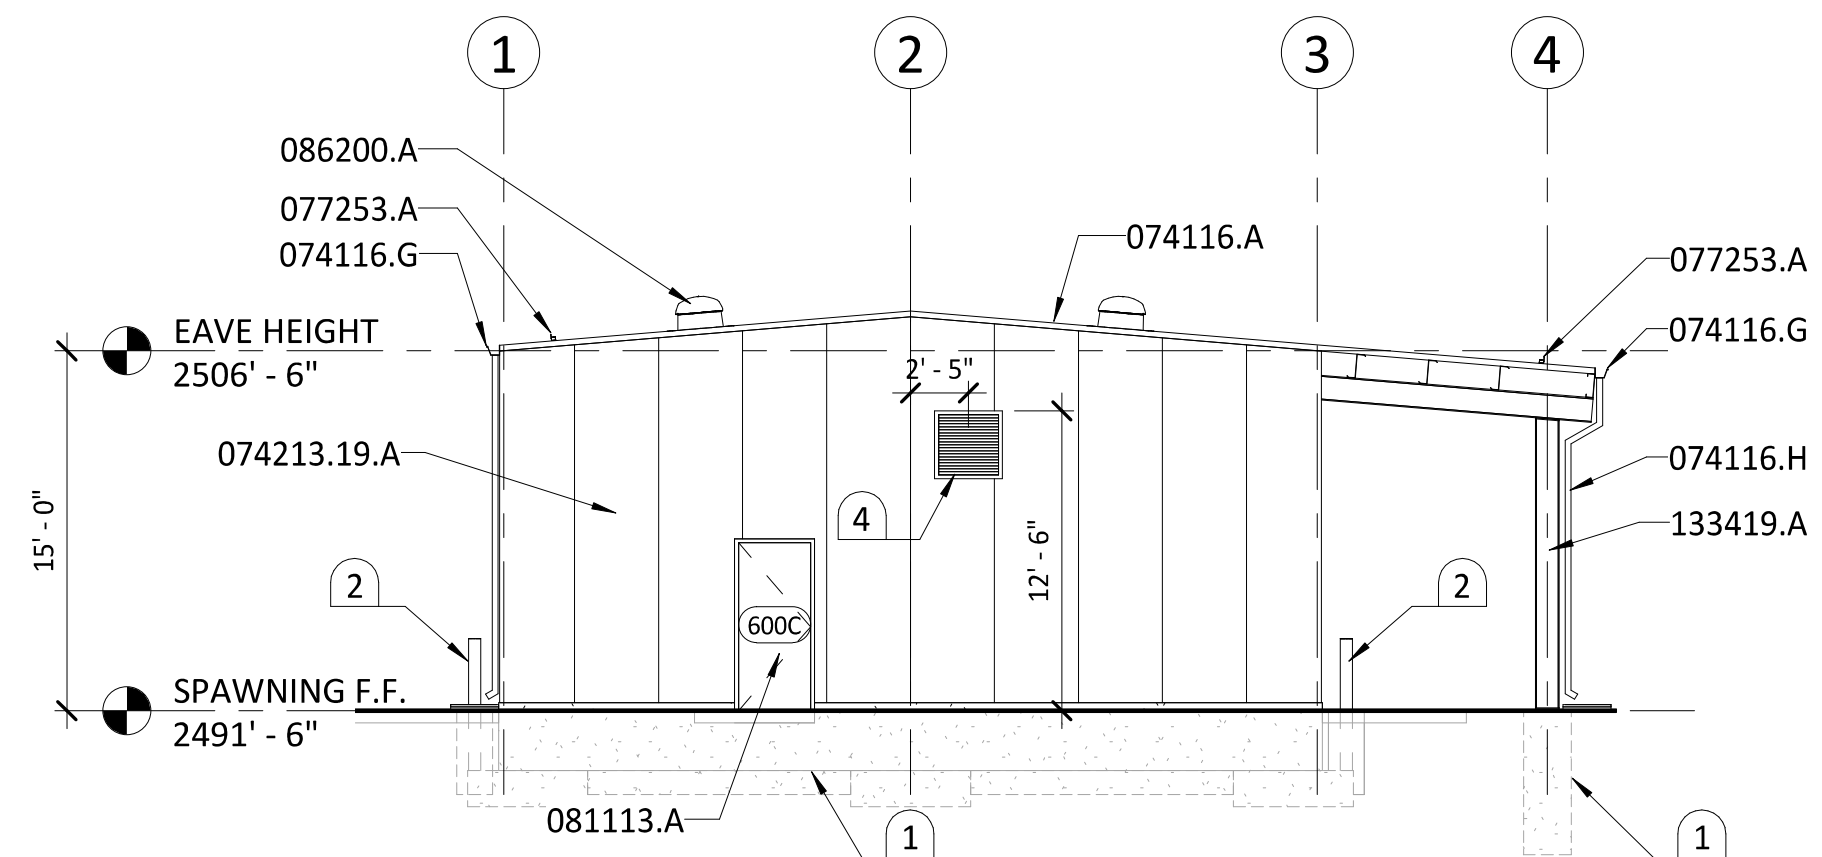 1 2 3 4
086200.A
077253.A
074116.G
074116.A
077253.A
074116.G
EAVE HEIGHT
2506' - 6"
2' - 5"
074213.19.A
074116.H
133419.A
15' - 0"
4
12' - 6"
2
2
600C
SPAWNING F.F.
2491' - 6"
081113.A
1
1